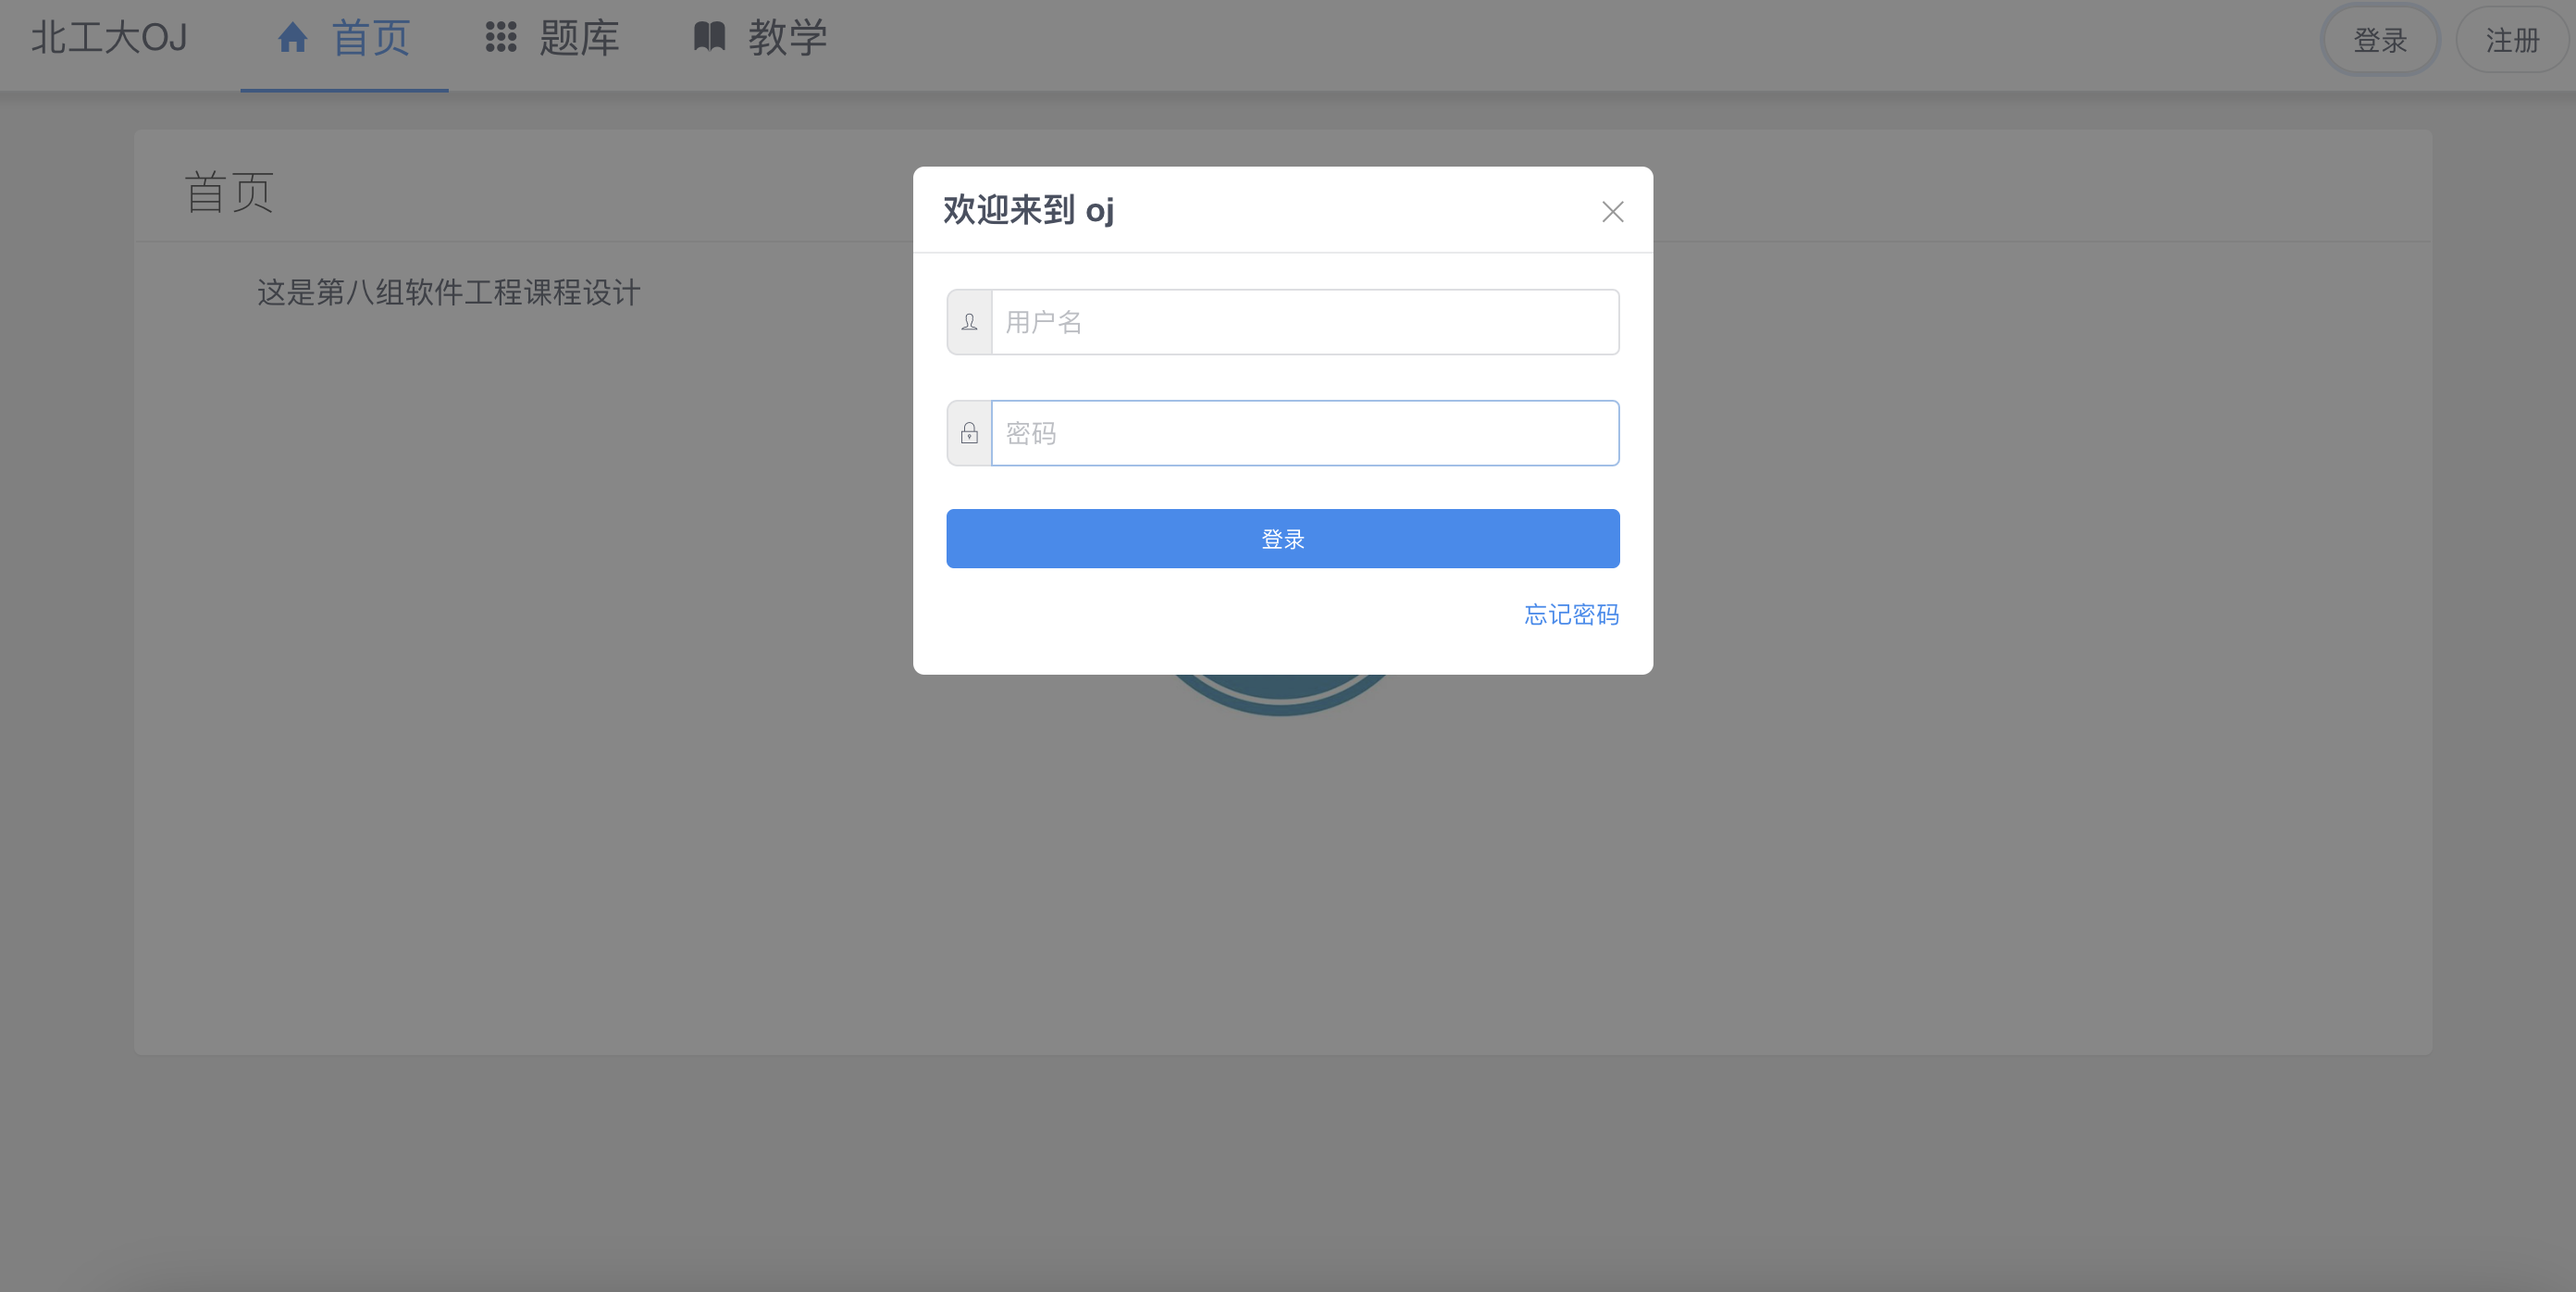 北工大OJ 首页 题库 教学 登录 注册
首页
这是第八组软件工程课程设计
欢迎来到 oj
用户名
密码
登录
忘记密码